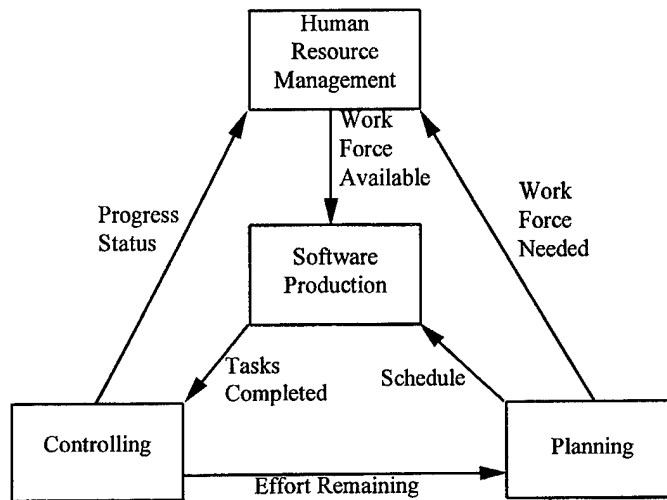 Human
Resource
Management
Work
Force
Available
Progress
Status
Work
Force
Needed
Software
Production
Tasks
Completed
Schedule
Controlling
Planning
Effort Remaining